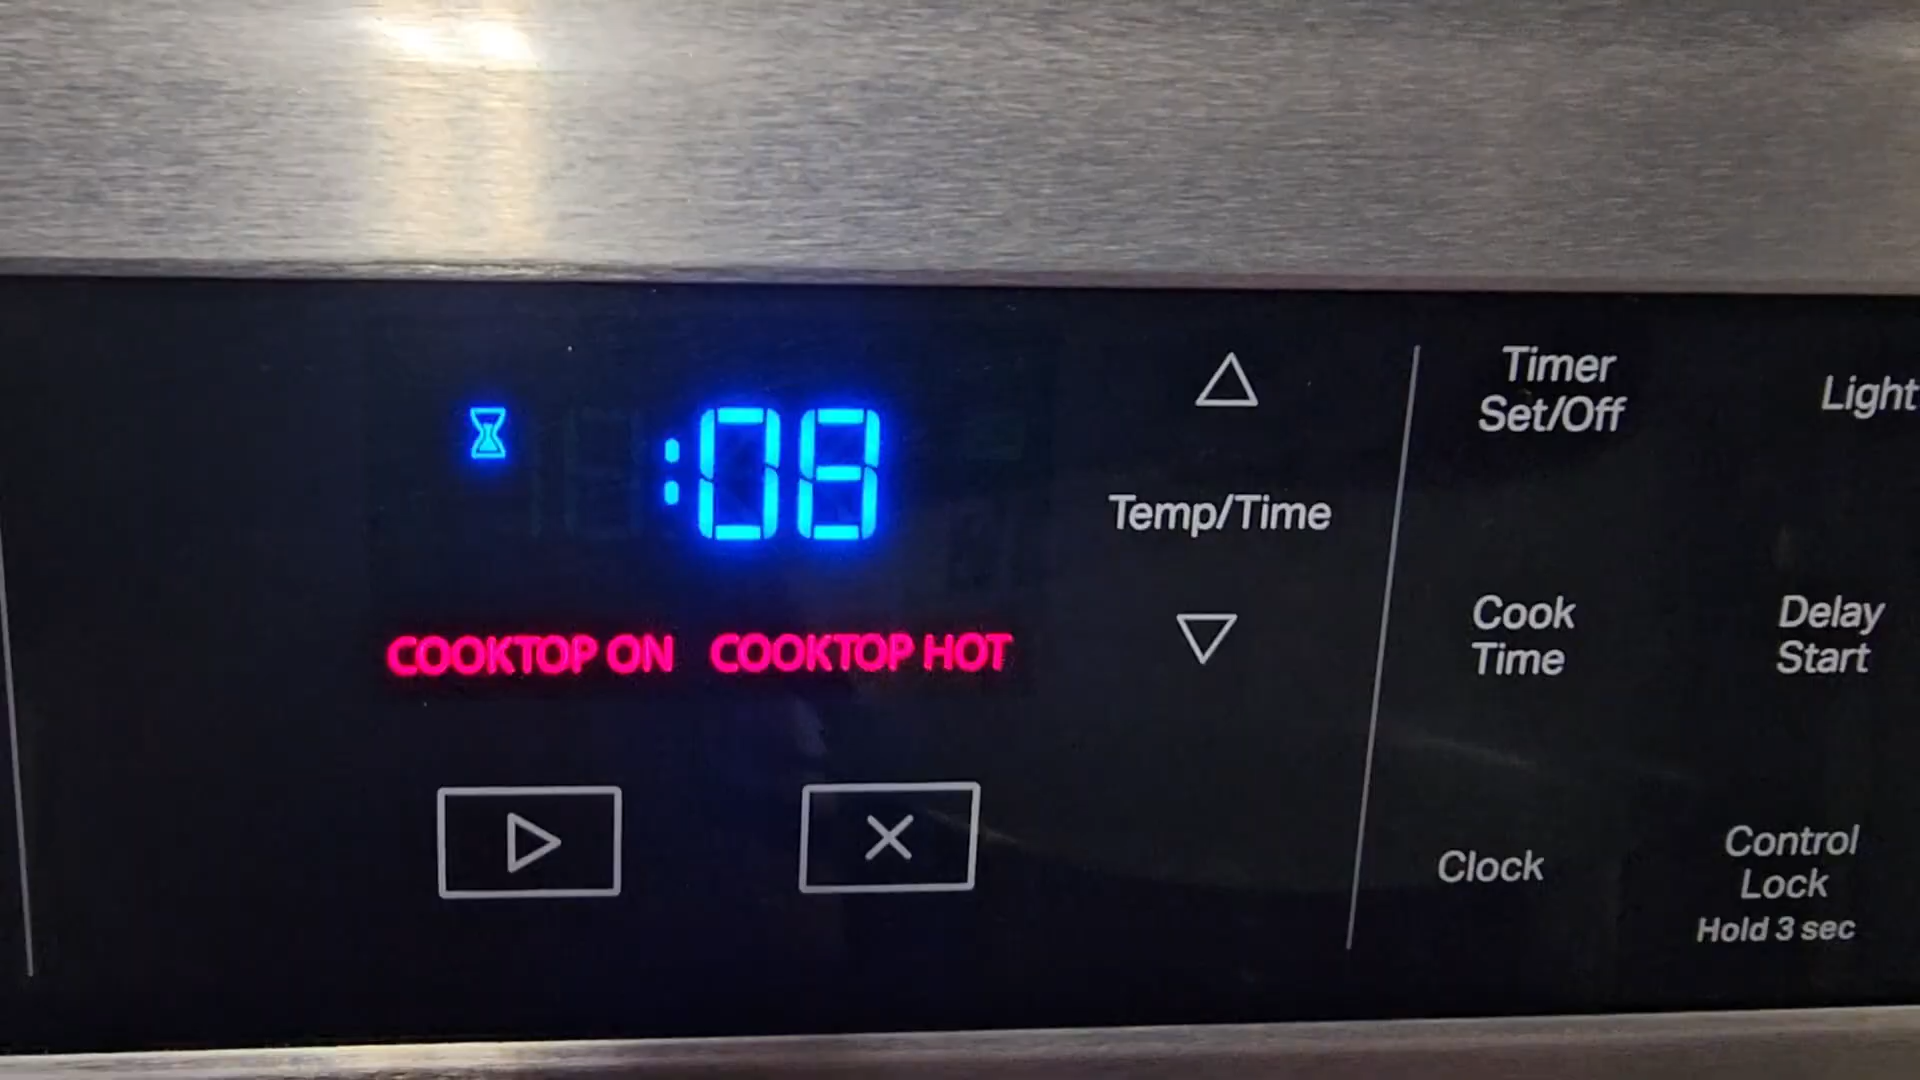 Timer
Set/Off
Light
:08
Temp/Time
COOKTOP ON COOKTOP HOT
Cook
Time
Delay
Start
Clock
Control
Lock
Hold 3 sec